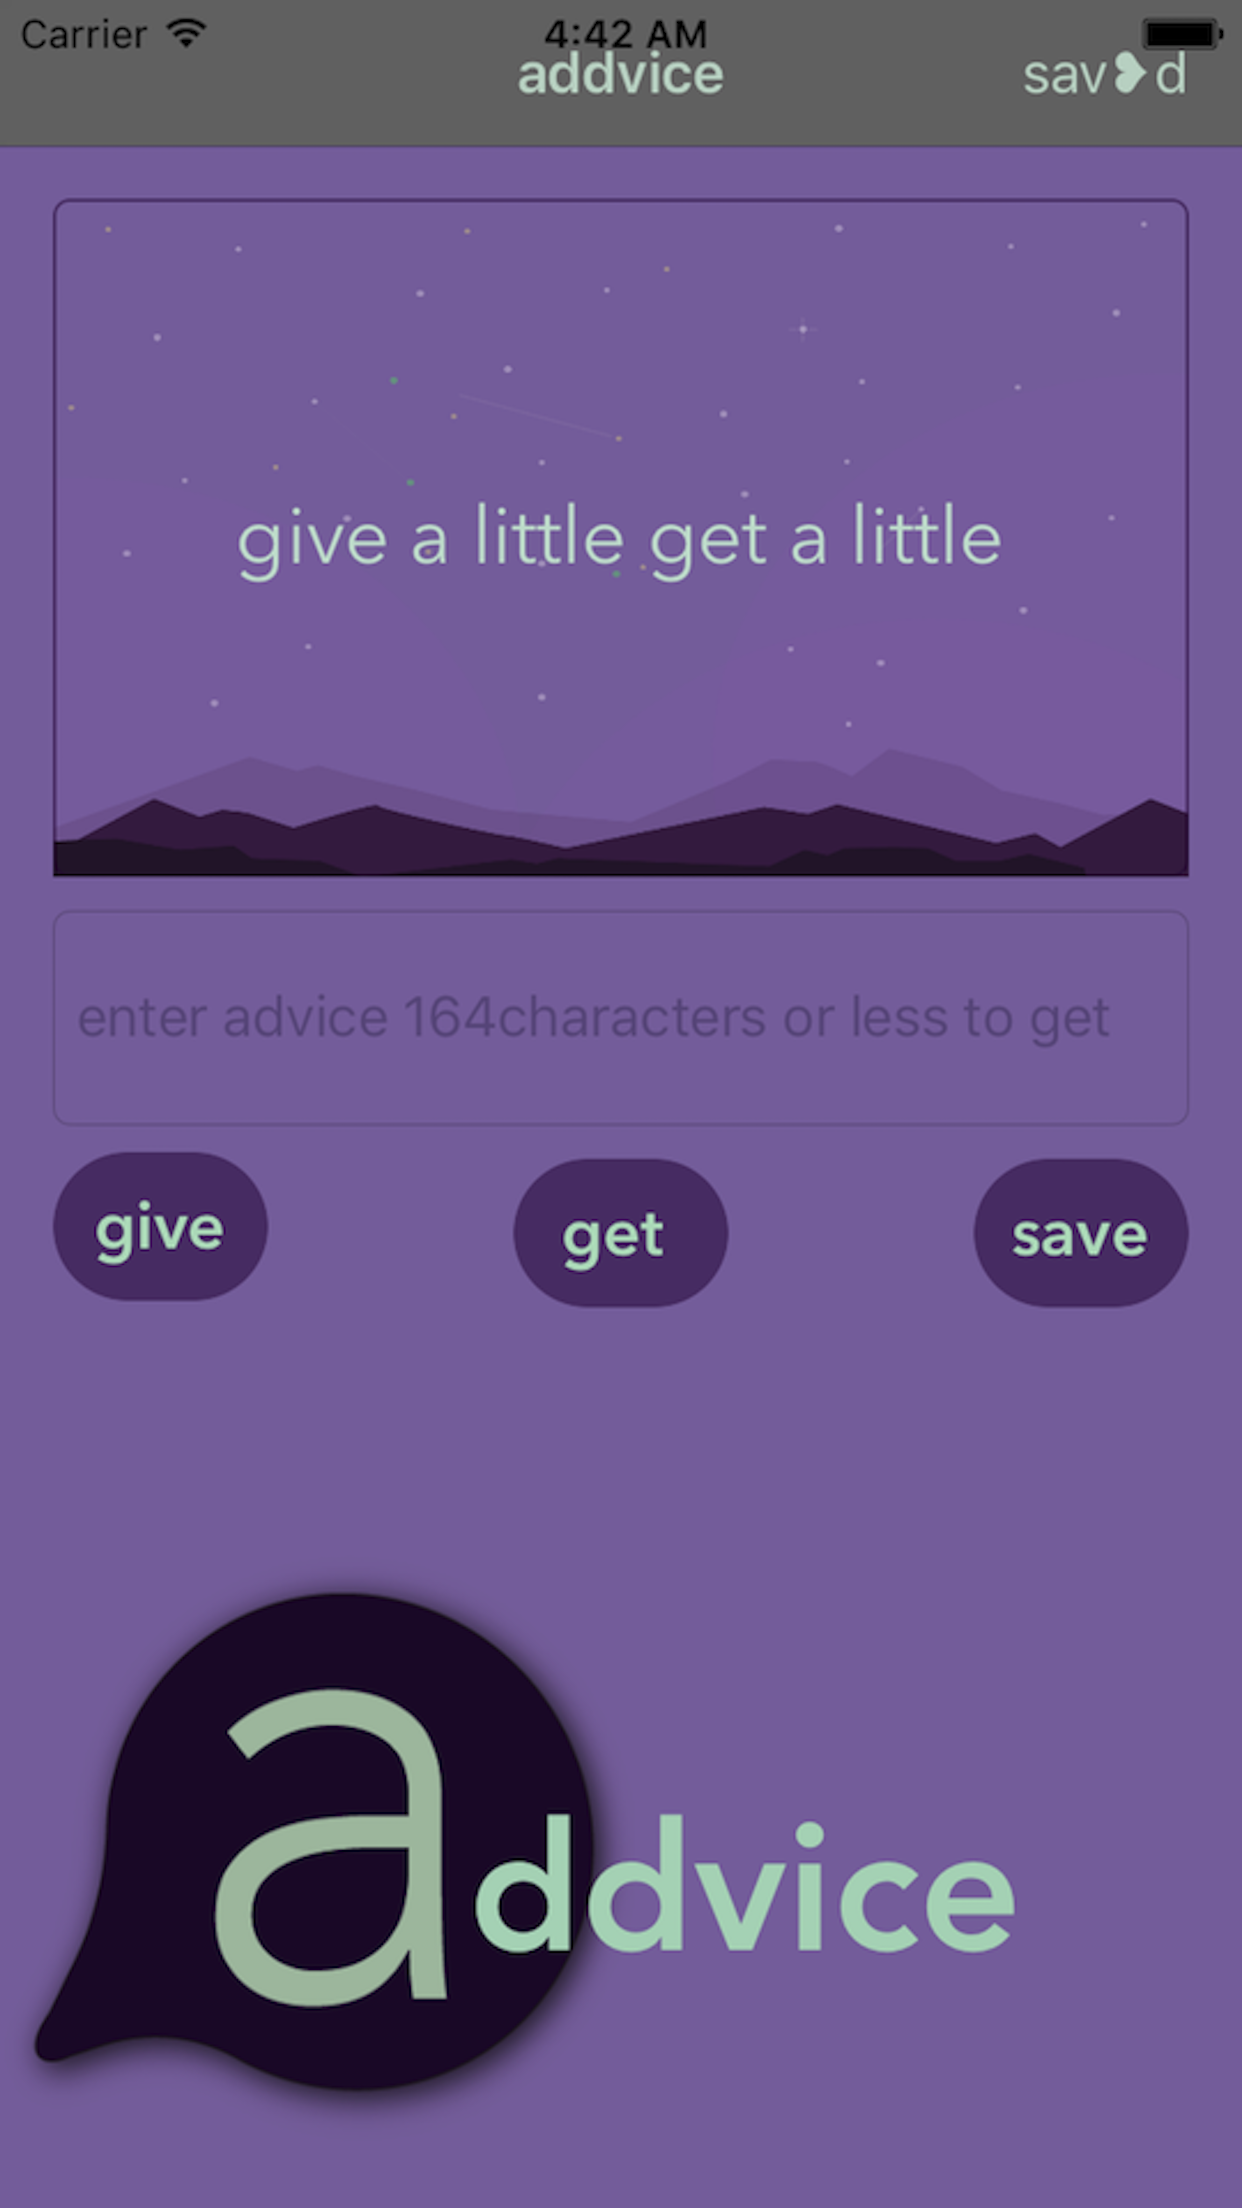 Carrier 4:42 AM
addvice sav❥d
give a little get a little
enter advice 164characters or less to get
give get save
addvice